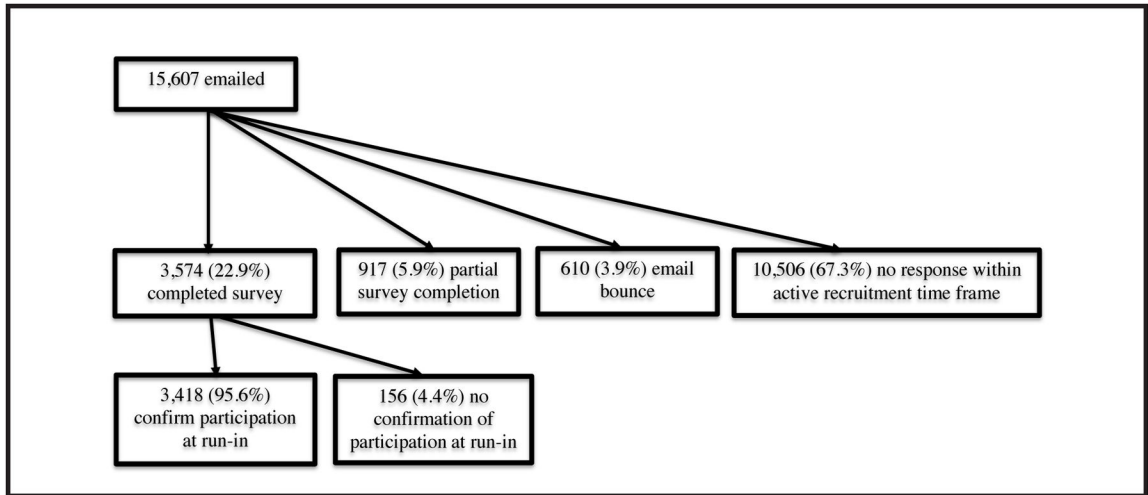 15,607 emailed
3,574 (22.9%)
completed survey
917 (5.9%) partial
survey completion
610 (3.9%) email
bounce
10,506 (67.3%) no response within
active recruitment time frame
3,418 (95.6%)
confirm participation
at run-in
156 (4.4%) no
confirmation of
participation at run-in